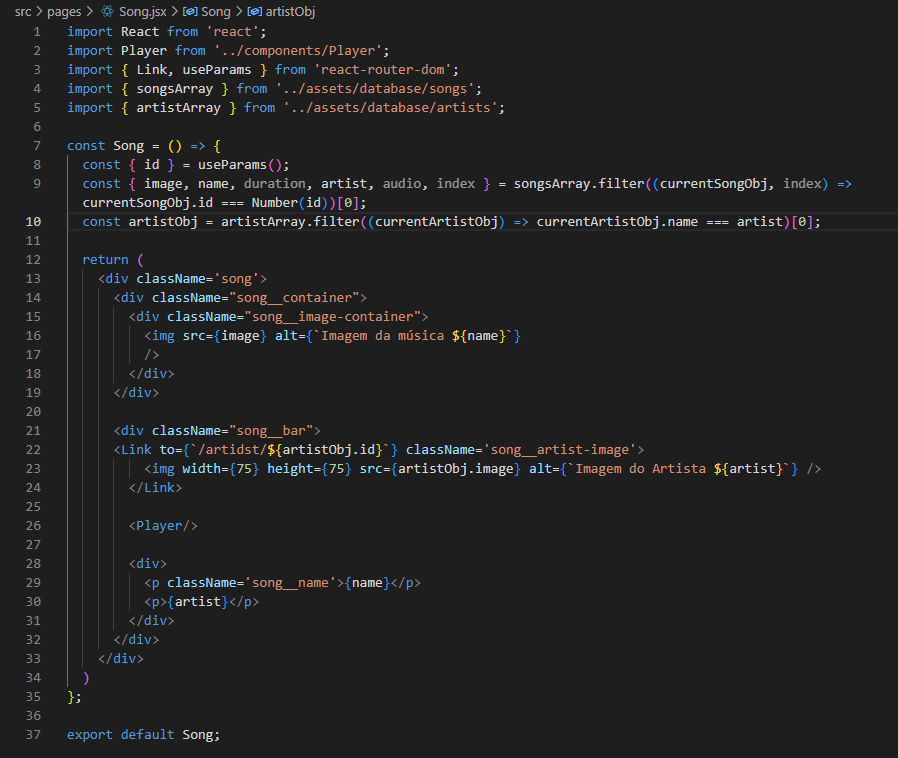 src > pages > Song.jsx > Song > artistObj
1 import React from 'react';
2 import Player from '../components/Player';
3 import { Link, useParams } from 'react-router-dom';
4 import { songsArray } from '../assets/database/songs';
5 import { artistArray } from '../assets/database/artists';
6
7 const Song = () => {
8   const { id } = useParams();
9   const { image, name, duration, artist, audio, index } = songsArray.filter((currentSongObj, index) =>
  currentSongObj.id === Number(id))[0];
10   const artistObj = artistArray.filter((currentArtistObj) => currentArtistObj.name === artist)[0];
11
12   return (
13     <div className='song'>
14       <div className="song__container">
15         <div className="song__image-container">
16           <img src={image} alt={`Imagem da música ${name}`}
17           />
18         </div>
19       </div>
20
21       <div className="song__bar">
22       <Link to={`/artidst/${artistObj.id}`} className='song__artist-image'>
23           <img width={75} height={75} src={artistObj.image} alt={`Imagem do Artista ${artist}`} />
24         </Link>
25
26         <Player/>
27
28         <div>
29           <p className='song__name'>{name}</p>
30           <p>{artist}</p>
31         </div>
32       </div>
33     </div>
34   )
35 };
36
37 export default Song;